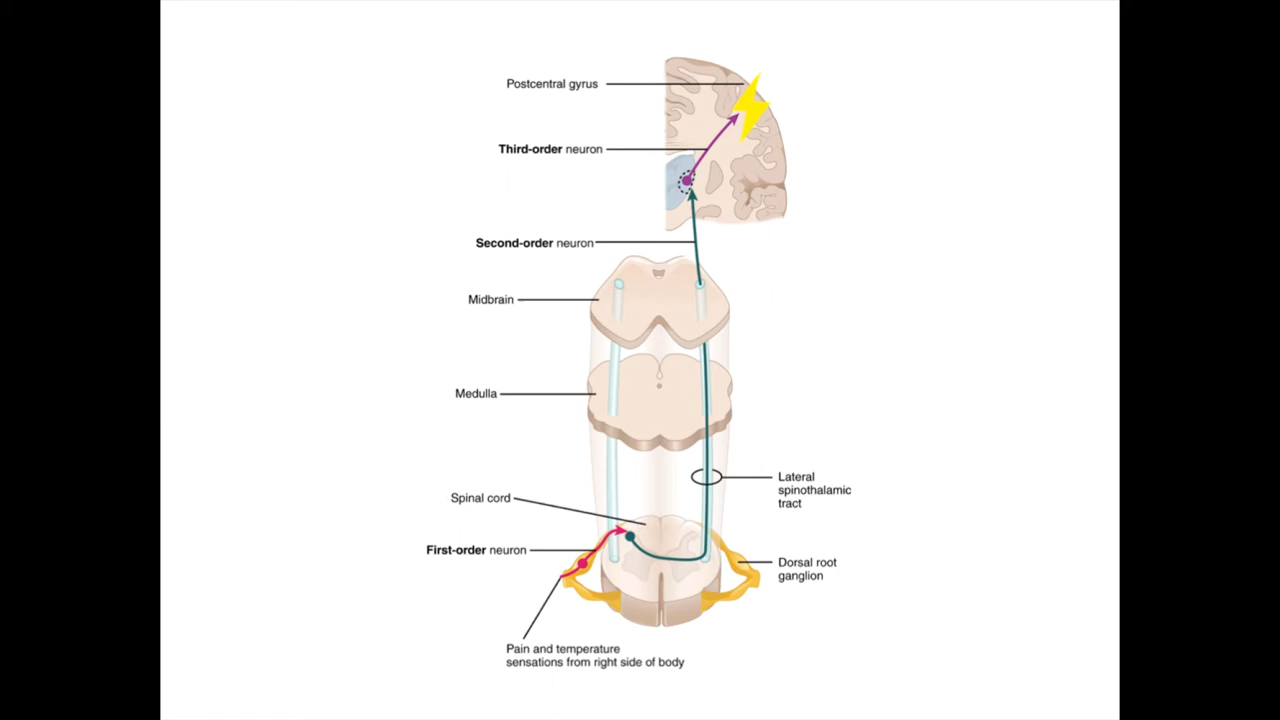 Postcentral gyrus
Third-order neuron
Second-order neuron
Midbrain
Medulla
Lateral
spinothalamic
tract
Spinal cord
First-order neuron
Dorsal root
ganglion
Pain and temperature
sensations from right side of body